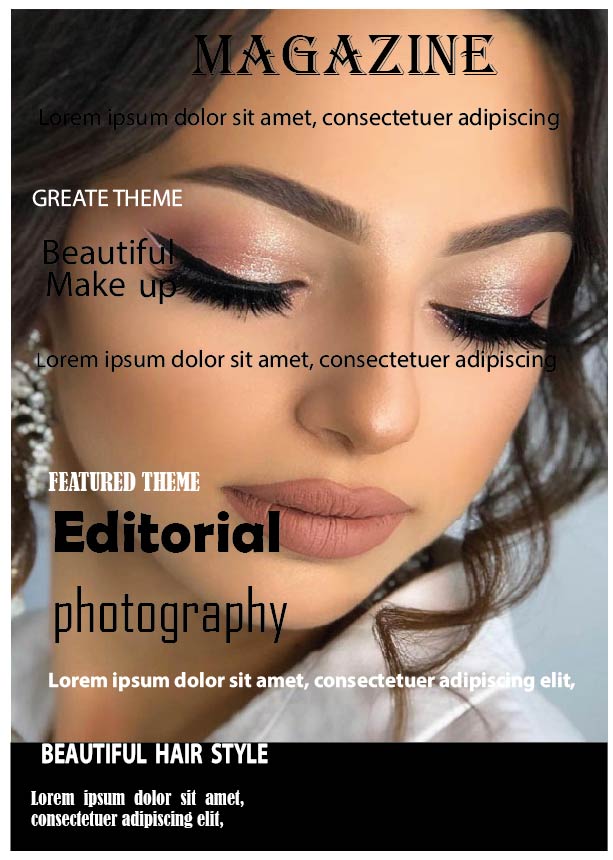 MAGAZINE
Lorem ipsum dolor sit amet, consectetuer adipiscing
GREATE THEME
Beautiful
Make up
Lorem ipsum dolor sit amet, consectetuer adipiscing
FEATURED THEME
Editorial
photography
Lorem ipsum dolor sit amet, consectetuer adipiscing elit,
BEAUTIFUL HAIR STYLE
Lorem ipsum dolor sit amet,
consectetuer adipiscing elit,